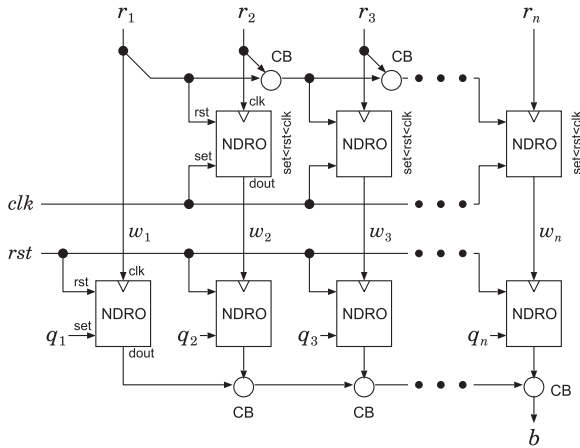 r1 r2 r3 rn
CB CB
clk
rst
set
NDRO
dout
set<rst<clk
NDRO
set<rst<clk
NDRO
set<rst<clk
clk
w1 w2 w3 wn
rst
clk
rst
set
q1
NDRO
dout
q2
NDRO
q3
NDRO
qn
NDRO
CB CB CB
b